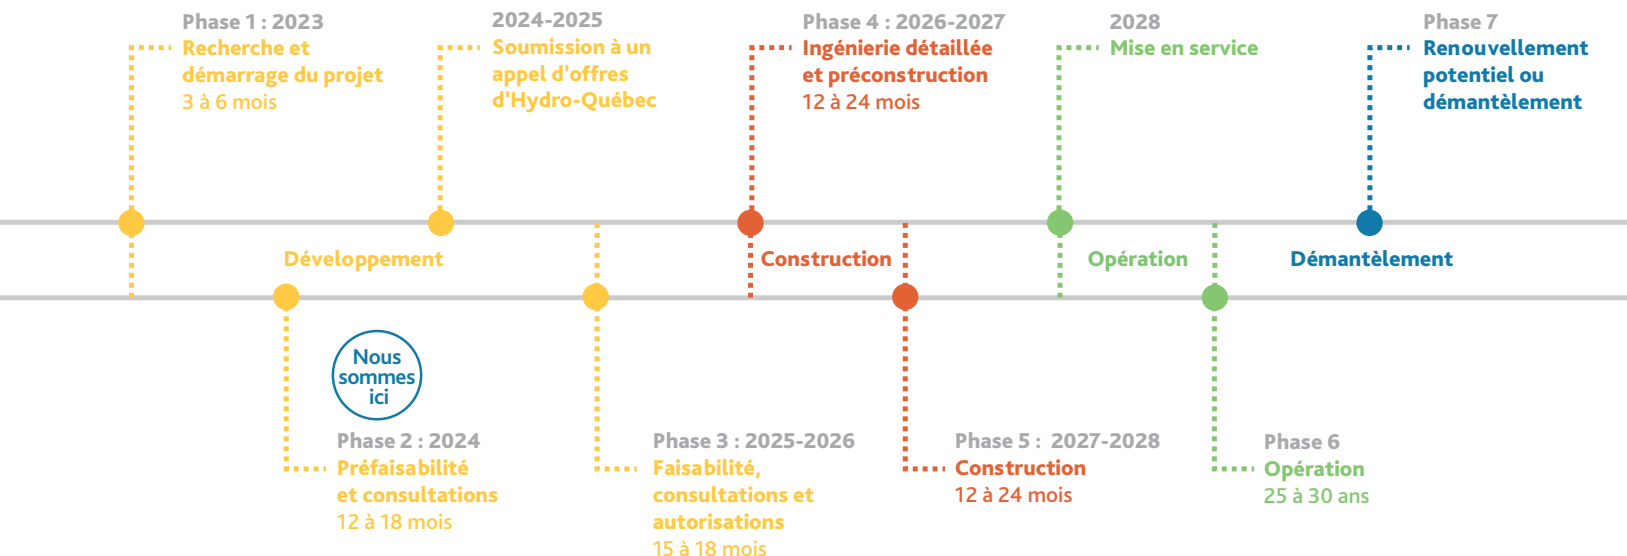 Phase 1 : 2023
Recherche et
démarrage du projet
3 à 6 mois
2024-2025
Soumission à un
appel d'offres
d'Hydro-Québec
Phase 4 : 2026-2027
Ingénierie détaillée
et préconstruction
12 à 24 mois
2028
Mise en service
Phase 7
Renouvellement
potentiel ou
démantèlement
Développement
Construction
Opération
Démantèlement
Nous
sommes
ici
Phase 2 : 2024
Préfaisabilité
et consultations
12 à 18 mois
Phase 3 : 2025-2026
Faisabilité,
consultations et
autorisations
15 à 18 mois
Phase 5 : 2027-2028
Construction
12 à 24 mois
Phase 6
Opération
25 à 30 ans